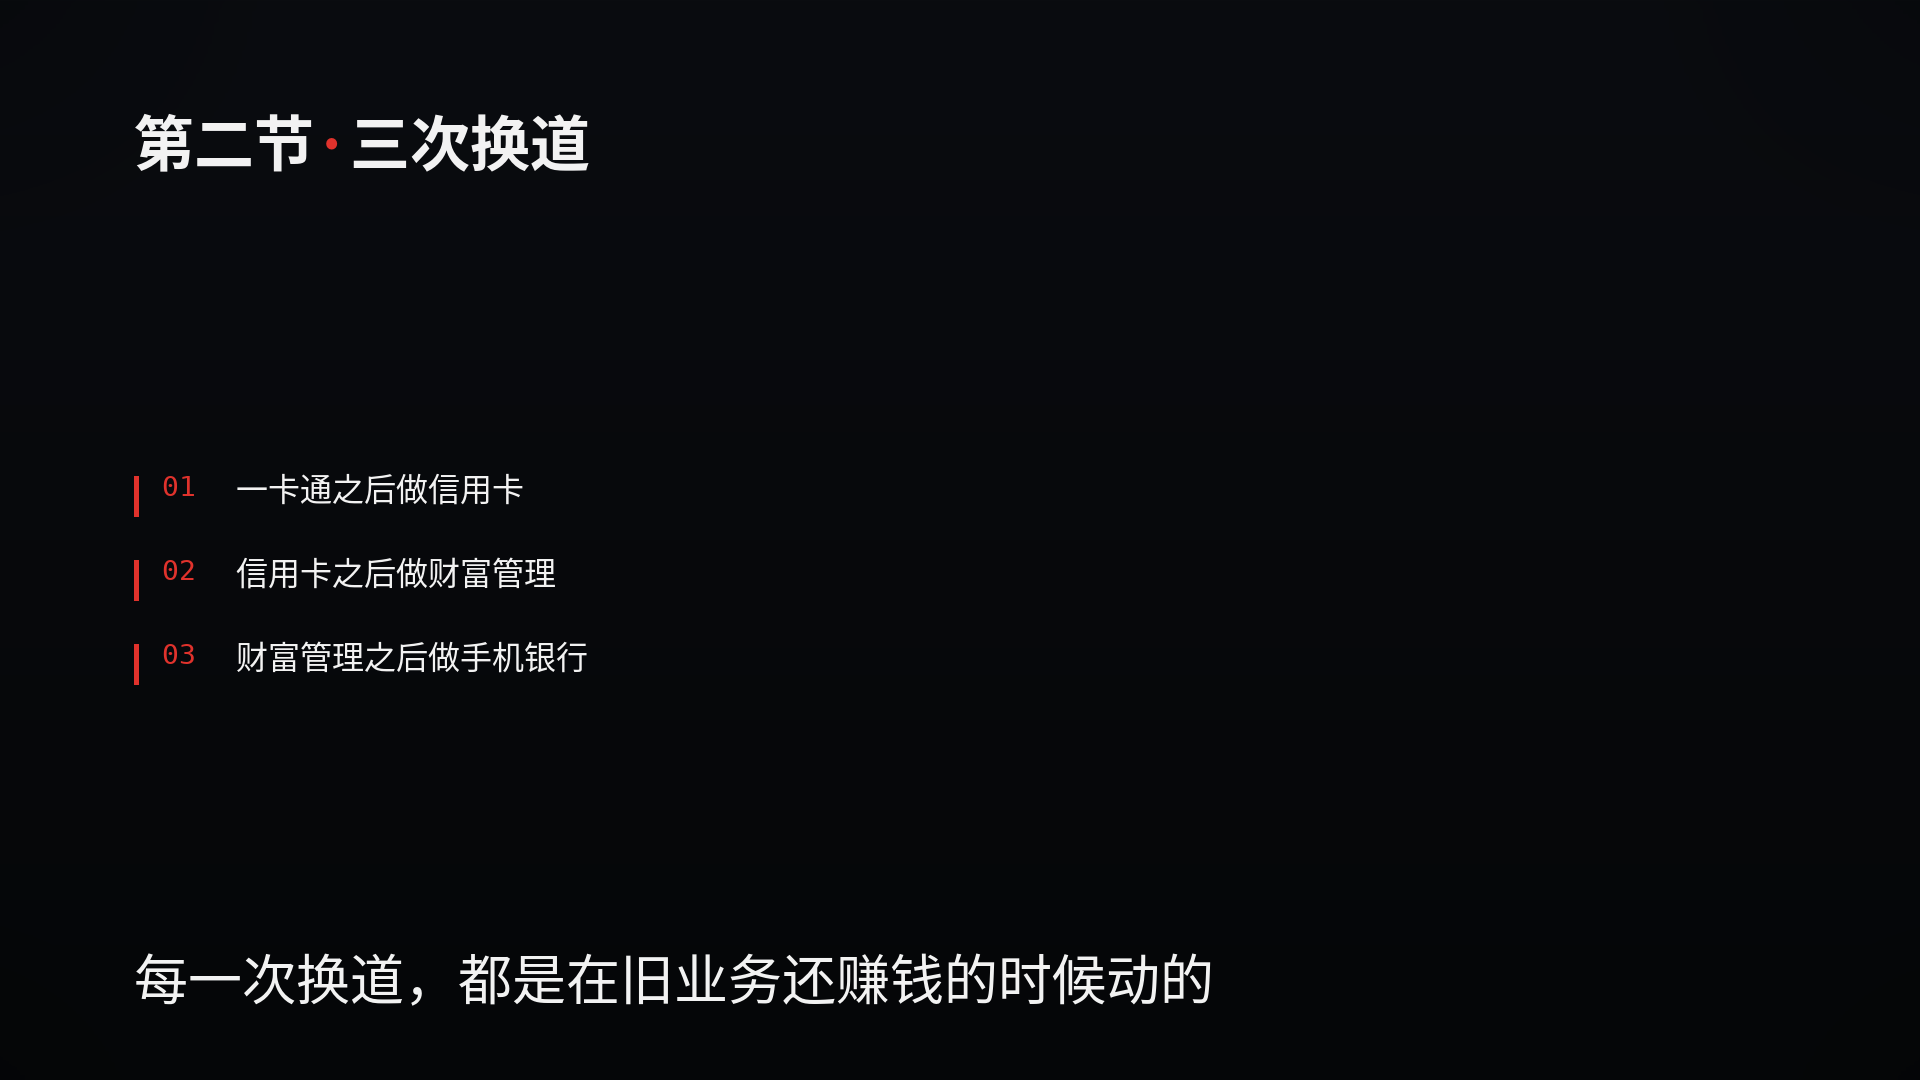 第二节·三次换道
01 一卡通之后做信用卡
02 信用卡之后做财富管理
03 财富管理之后做手机银行
每一次换道，都是在旧业务还赚钱的时候动的